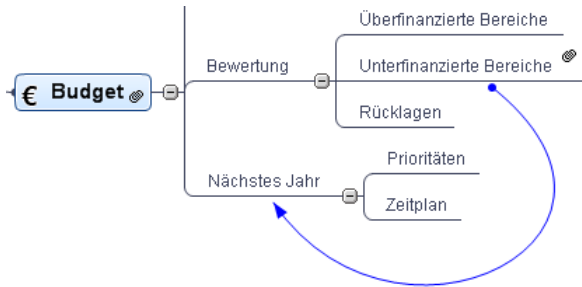 € Budget
Bewertung
Überfinanzierte Bereiche
Unterfinanzierte Bereiche
Rücklagen
Nächstes Jahr
Prioritäten
Zeitplan